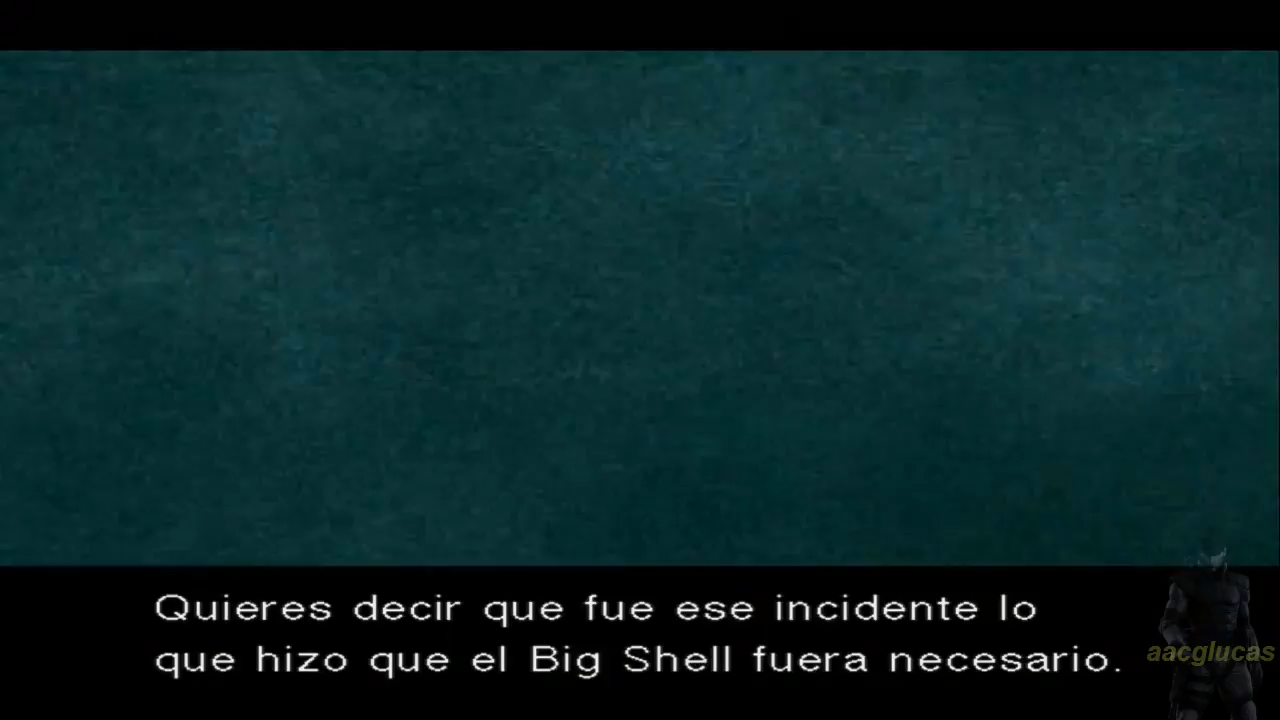 Quieres decir que fue ese incidente lo
que hizo que el Big Shell fuera necesario.
aacglucas